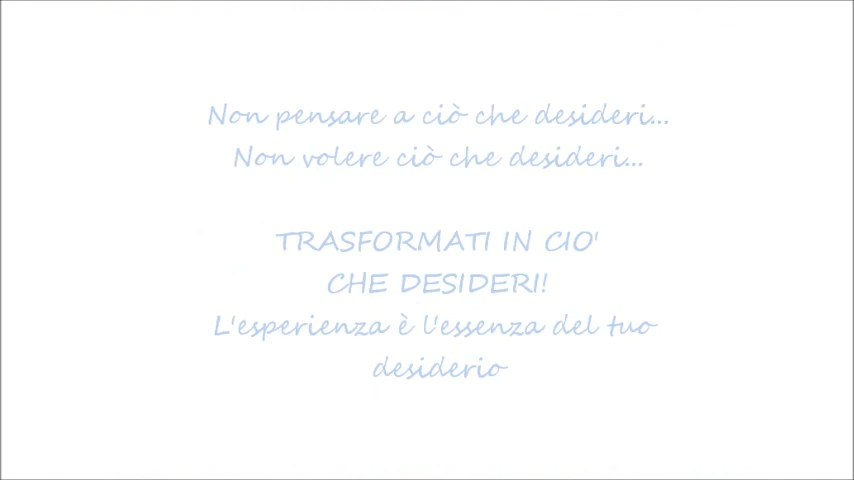 Non pensare a ciò che desideri...
Non volere ciò che desideri...
TRASFORMATI IN CIO'
CHE DESIDERI!
L'esperienza è l'essenza del tuo
desiderio